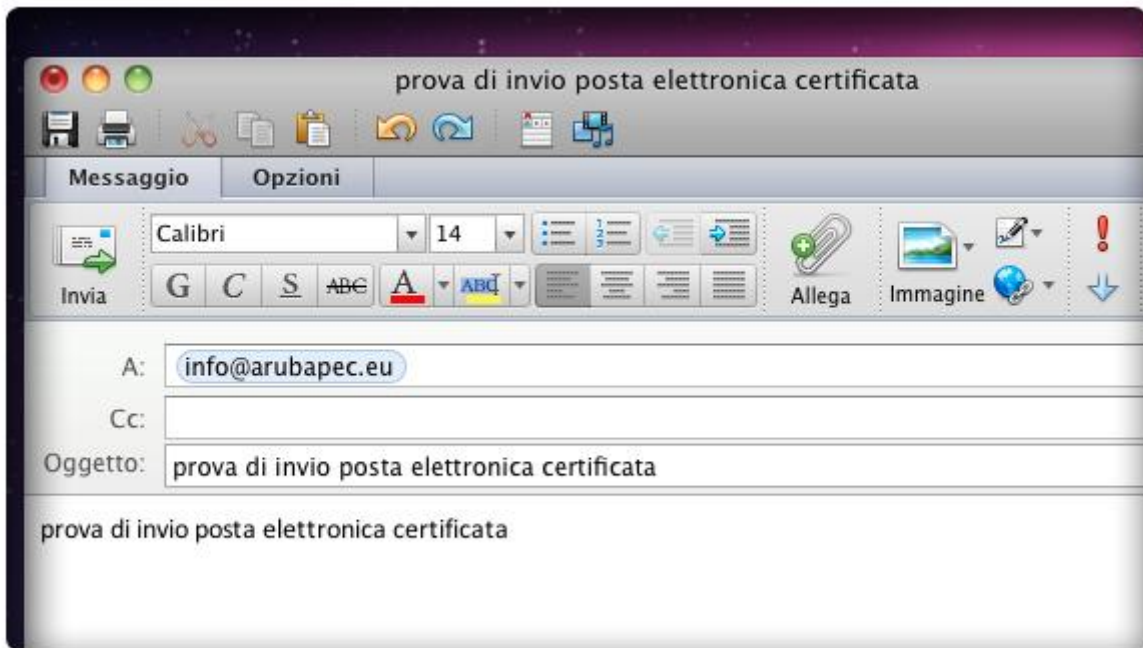 prova di invio posta elettronica certificata
Messaggio Opzioni
Calibri 14
Invia G C S ABC A ABC Allega Immagine
A: info@arubapec.eu
Cc:
Oggetto: prova di invio posta elettronica certificata
prova di invio posta elettronica certificata